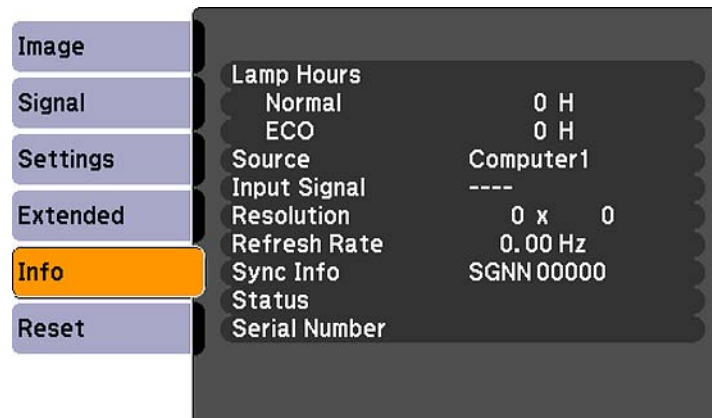 Image
Signal
Settings
Extended
Info
Reset
Lamp Hours
Normal 0 H
ECO 0 H
Source Computer1
Input Signal ----
Resolution 0 x 0
Refresh Rate 0.00 Hz
Sync Info SGNN 00000
Status
Serial Number